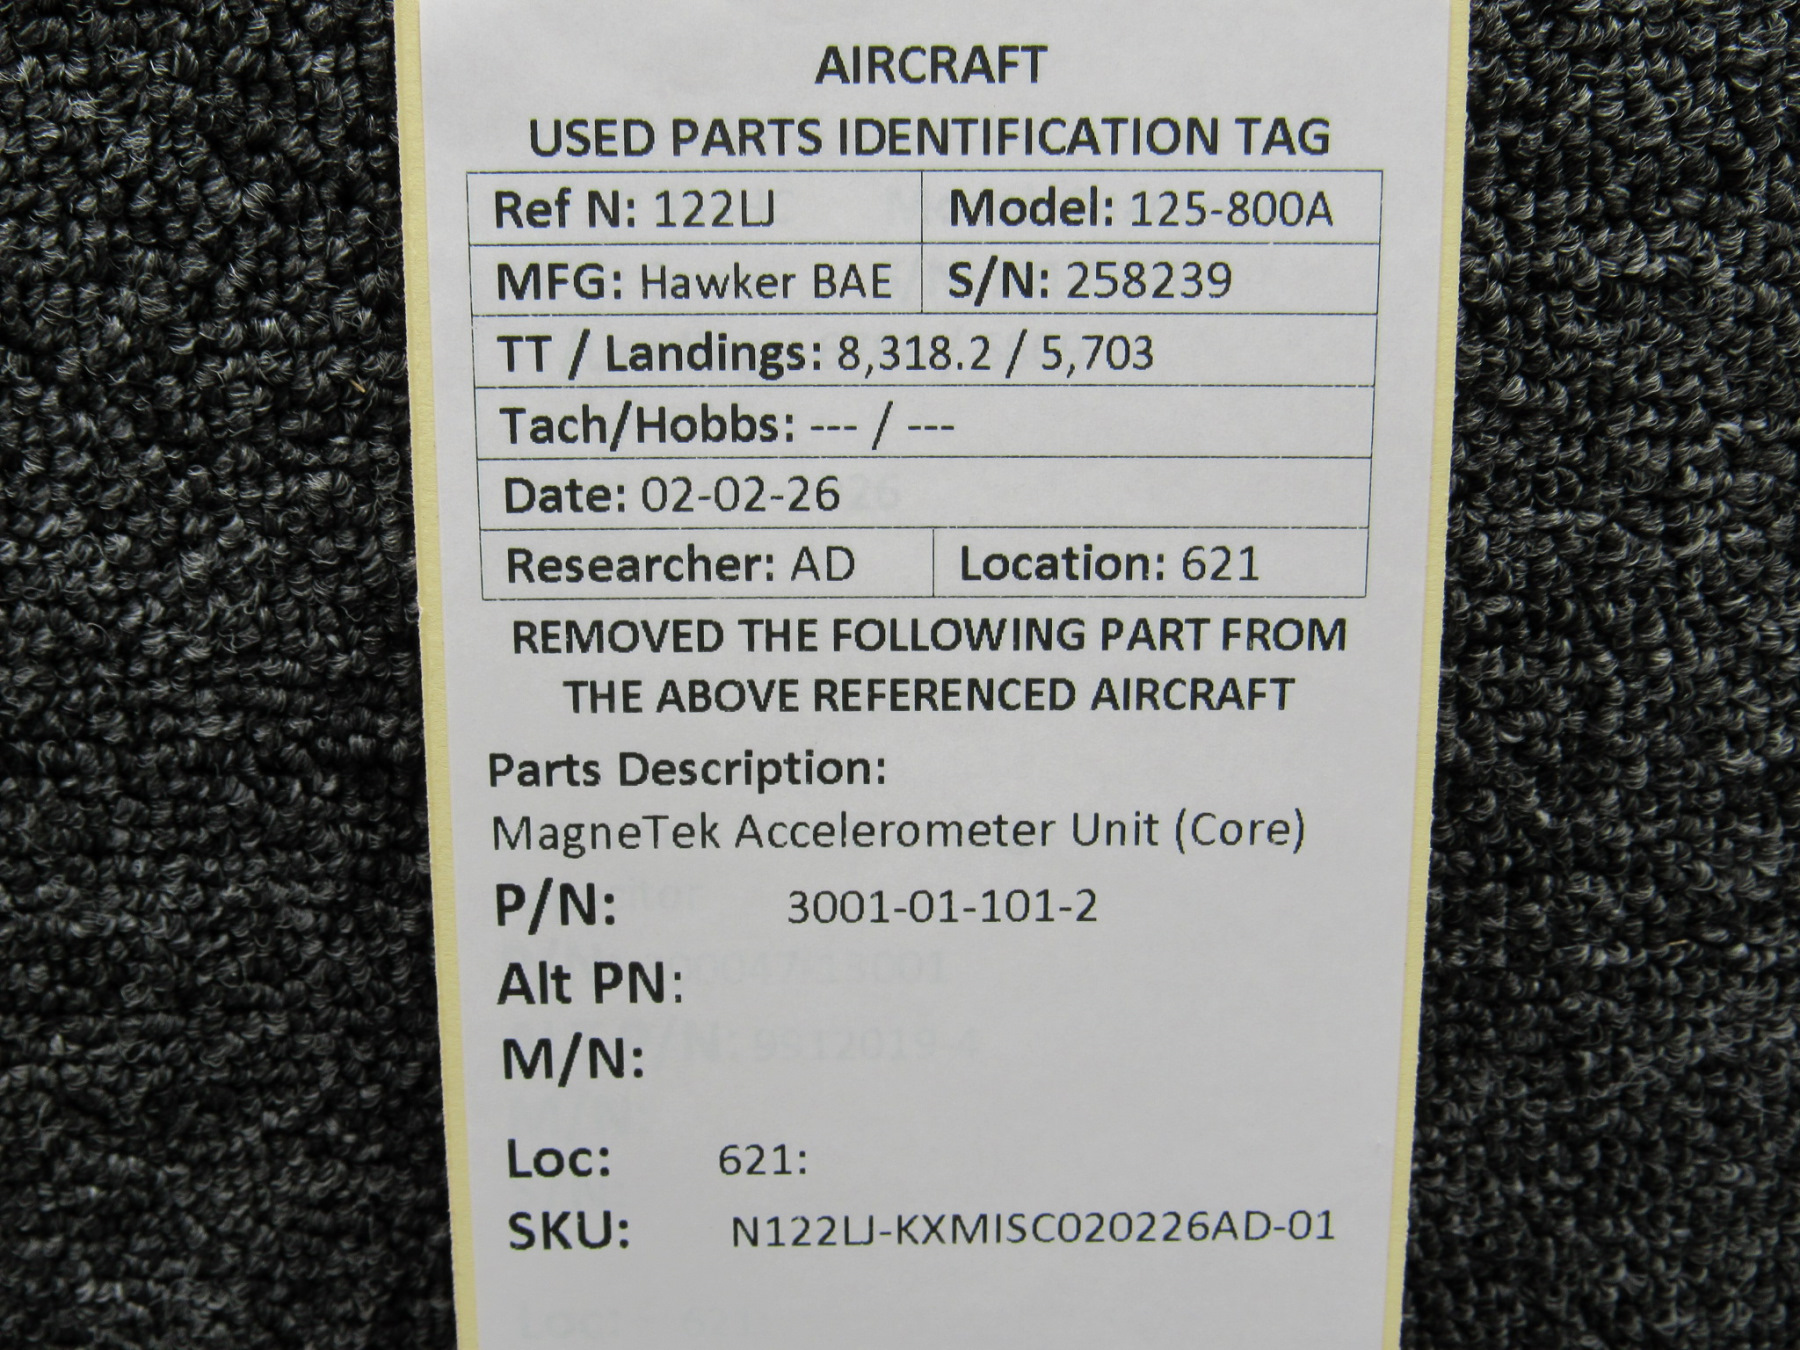 AIRCRAFT
USED PARTS IDENTIFICATION TAG
Ref N: 122LJ Model: 125-800A
MFG: Hawker BAE S/N: 258239
TT / Landings: 8,318.2 / 5,703
Tach/Hobbs: --- / ---
Date: 02-02-26
Researcher: AD Location: 621
REMOVED THE FOLLOWING PART FROM
THE ABOVE REFERENCED AIRCRAFT
Parts Description:
MagneTek Accelerometer Unit (Core)
P/N: 3001-01-101-2
Alt PN:
M/N:
Loc: 621:
SKU: N122LJ-KXMISC020226AD-01